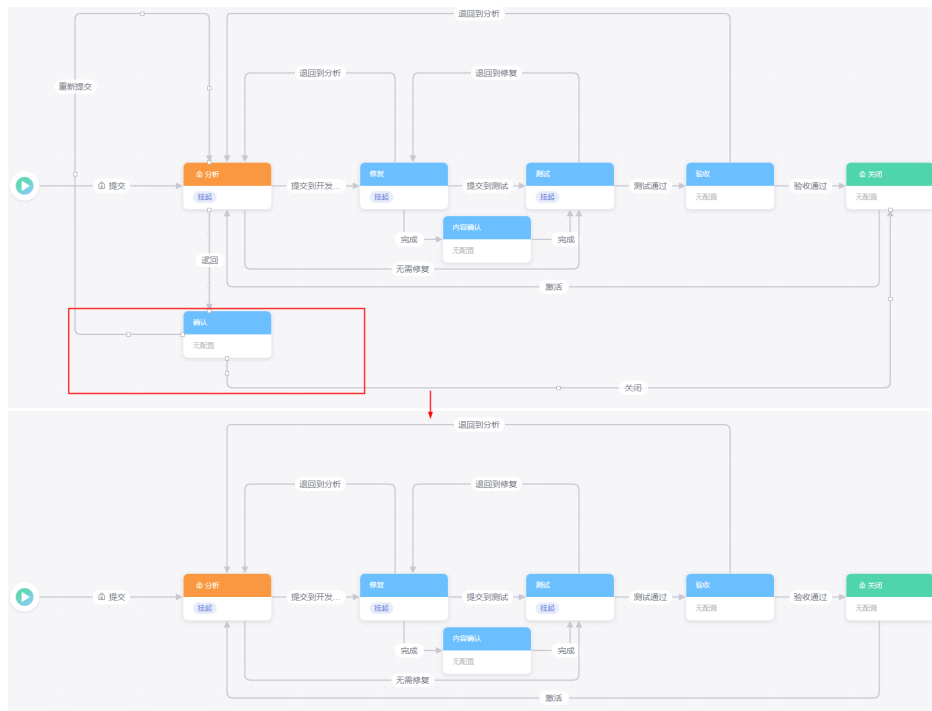 退回到分析
退回到分析
退回到修复
重新提交
分析
修复
测试
验收
关闭
提交
提交到开发...
提交到测试
测试通过
验收通过
挂起
挂起
挂起
无配置
无配置
内容确认
完成
完成
无配置
退回
无需修复
激活
确认
无配置
关闭
退回到分析
退回到分析
退回到修复
分析
修复
测试
验收
关闭
提交
提交到开发...
提交到测试
测试通过
验收通过
挂起
挂起
挂起
无配置
无配置
内容确认
完成
完成
无配置
无需修复
激活